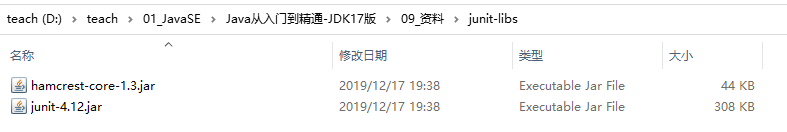 teach (D:) > teach > 01_JavaSE > Java从入门到精通-JDK17版 > 09_资料 > junit-libs
名称 修改日期 类型 大小
hamcrest-core-1.3.jar 2019/12/17 19:38 Executable Jar File 44 KB
junit-4.12.jar 2019/12/17 19:38 Executable Jar File 308 KB